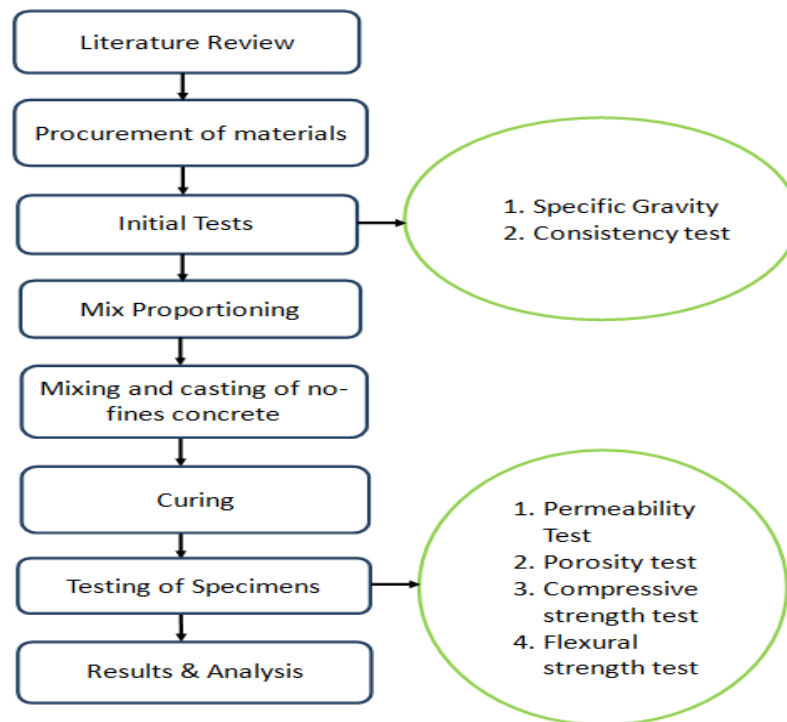 Literature Review
Procurement of materials
Initial Tests
1. Specific Gravity
2. Consistency test
Mix Proportioning
Mixing and casting of no-
fines concrete
Curing
Testing of Specimens
1. Permeability
Test
2. Porosity test
3. Compressive
strength test
4. Flexural
strength test
Results & Analysis